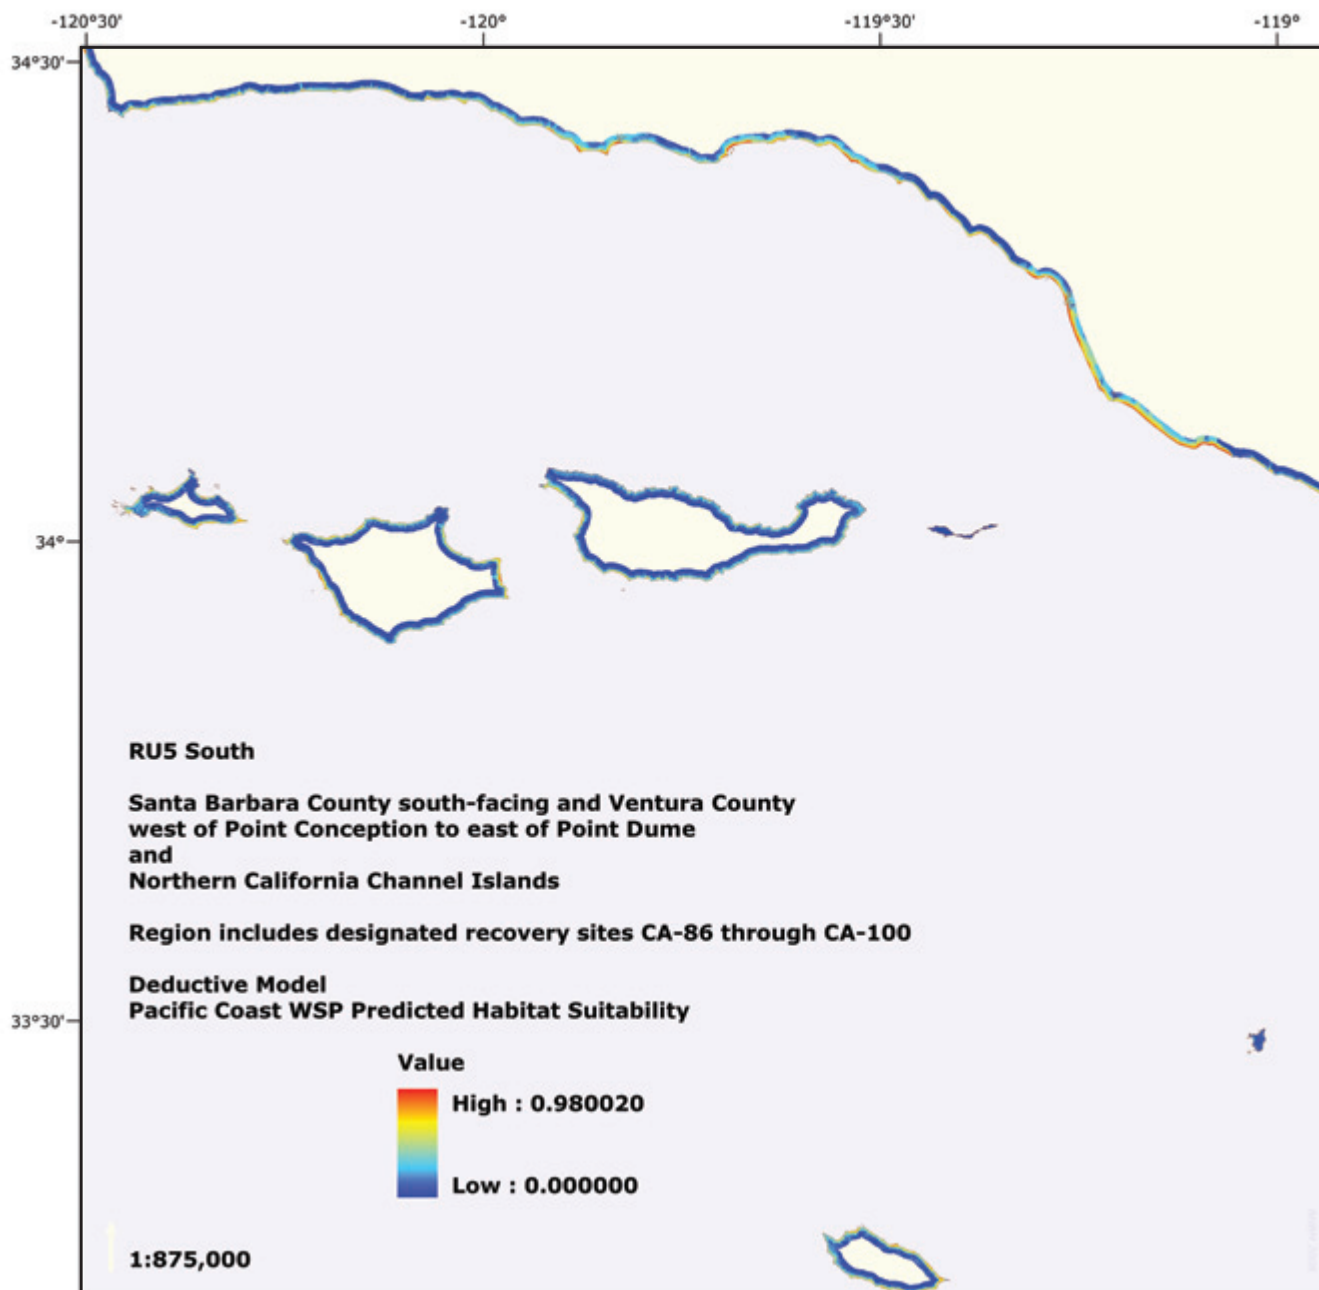 -120°30' -120° -119°30' -119°
34°30'
34°
33°30'
RU5 South
Santa Barbara County south-facing and Ventura County
west of Point Conception to east of Point Dume
and
Northern California Channel Islands
Region includes designated recovery sites CA-86 through CA-100
Deductive Model
Pacific Coast WSP Predicted Habitat Suitability
Value
High : 0.980020
Low : 0.000000
1:875,000